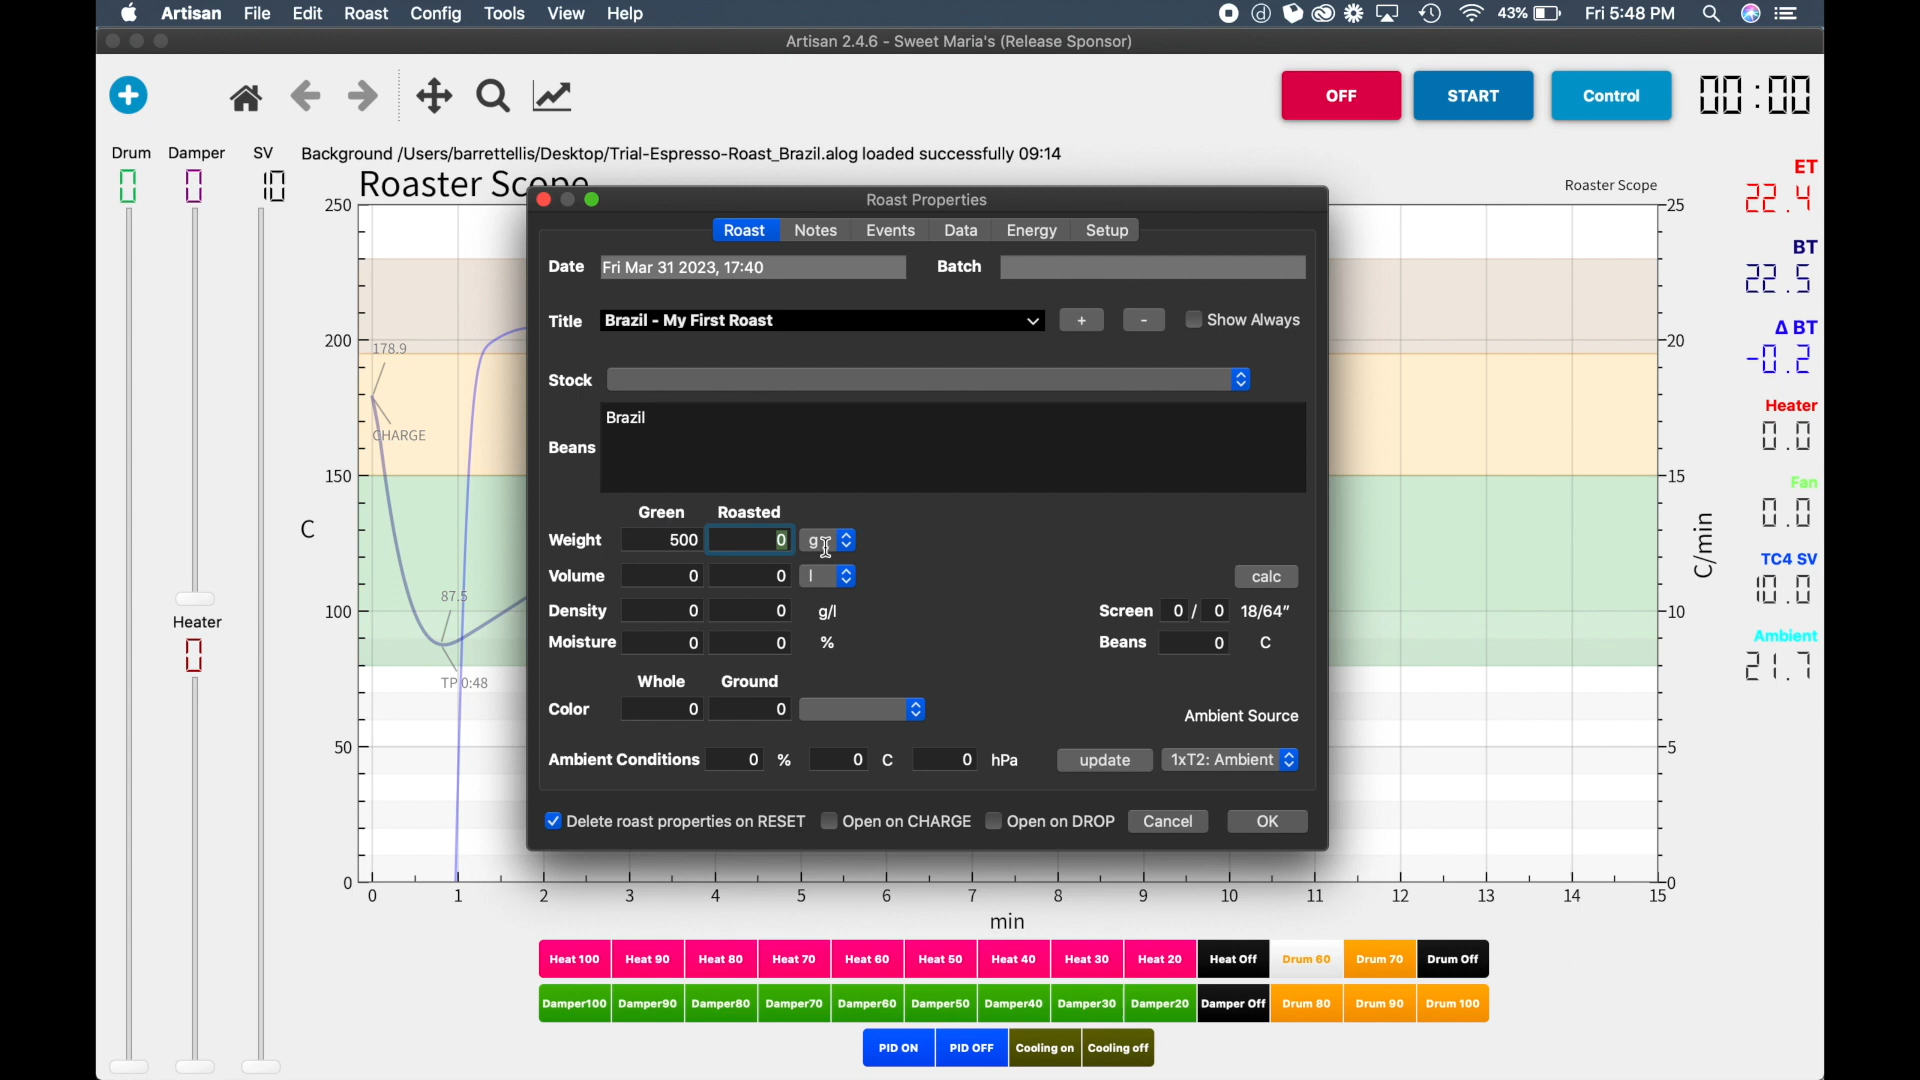 Artisan File Edit Roast Config Tools View Help 43% Fri 5:48 PM
Artisan 2.4.6 - Sweet Maria's (Release Sponsor)
OFF START Control 00:00
Drum Damper SV Background /Users/barrettellis/Desktop/Trial-Espresso-Roast_Brazil.alog loaded successfully 09:14
0 0 10
Roaster Scope
Roaster Scope
Roast Properties
Roast Notes Events Data Energy Setup
Date Fri Mar 31 2023, 17:40 Batch
Title Brazil - My First Roast + - Show Always
Stock
Beans Brazil
Green Roasted
Weight 500 0 g
Volume 0 0 l calc
Density 0 0 g/l Screen 0 / 0 18/64"
Moisture 0 0 % Beans 0 C
Whole Ground
Color 0 0
Ambient Source
Ambient Conditions 0 % 0 C 0 hPa update 1xT2: Ambient
Delete roast properties on RESET Open on CHARGE Open on DROP Cancel OK
Heater
0
C
250
200
150
100
50
0
178.9
CHARGE
87.5
TP 0:48
25
20
15
10
5
0
C/min
0 1 2 3 4 5 6 7 8 9 10 11 12 13 14 15
min
ET
22.4
BT
22.5
Δ BT
-0.2
Heater
0.0
Fan
0.0
TC4 SV
10.0
Ambient
21.7
Heat 100 Heat 90 Heat 80 Heat 70 Heat 60 Heat 50 Heat 40 Heat 30 Heat 20 Heat Off Drum 60 Drum 70 Drum Off
Damper100 Damper90 Damper80 Damper70 Damper60 Damper50 Damper40 Damper30 Damper20 Damper Off Drum 80 Drum 90 Drum 100
PID ON PID OFF Cooling on Cooling off